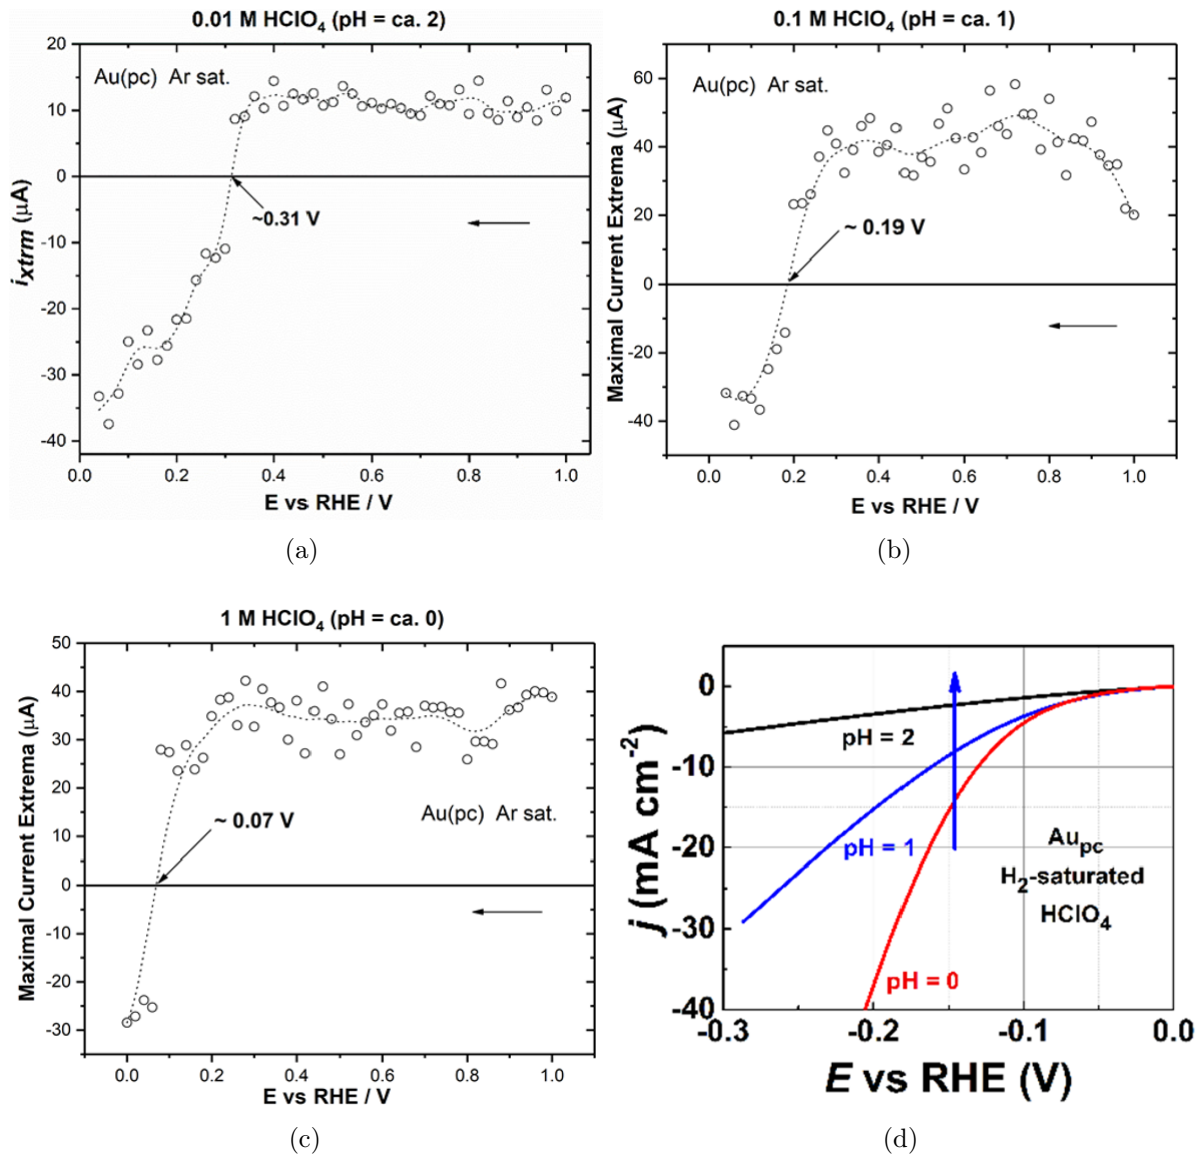 0.01 M HClO₄ (pH = ca. 2)
Au(pc) Ar sat.
20
10
0
-10
-20
-30
-40
i_xtrm (μA)
~0.31 V
0.0 0.2 0.4 0.6 0.8 1.0
E vs RHE / V
(a)
0.1 M HClO₄ (pH = ca. 1)
Au(pc) Ar sat.
60
40
20
0
-20
-40
Maximal Current Extrema (μA)
~ 0.19 V
0.0 0.2 0.4 0.6 0.8 1.0
E vs RHE / V
(b)
1 M HClO₄ (pH = ca. 0)
50
40
30
20
10
0
-10
-20
-30
Maximal Current Extrema (μA)
~ 0.07 V
Au(pc) Ar sat.
0.0 0.2 0.4 0.6 0.8 1.0
E vs RHE / V
(c)
0
-10
-20
-30
-40
j (mA cm⁻²)
pH = 2
pH = 1
pH = 0
Au_pc
H₂-saturated
HClO₄
-0.3 -0.2 -0.1 0.0
E vs RHE (V)
(d)